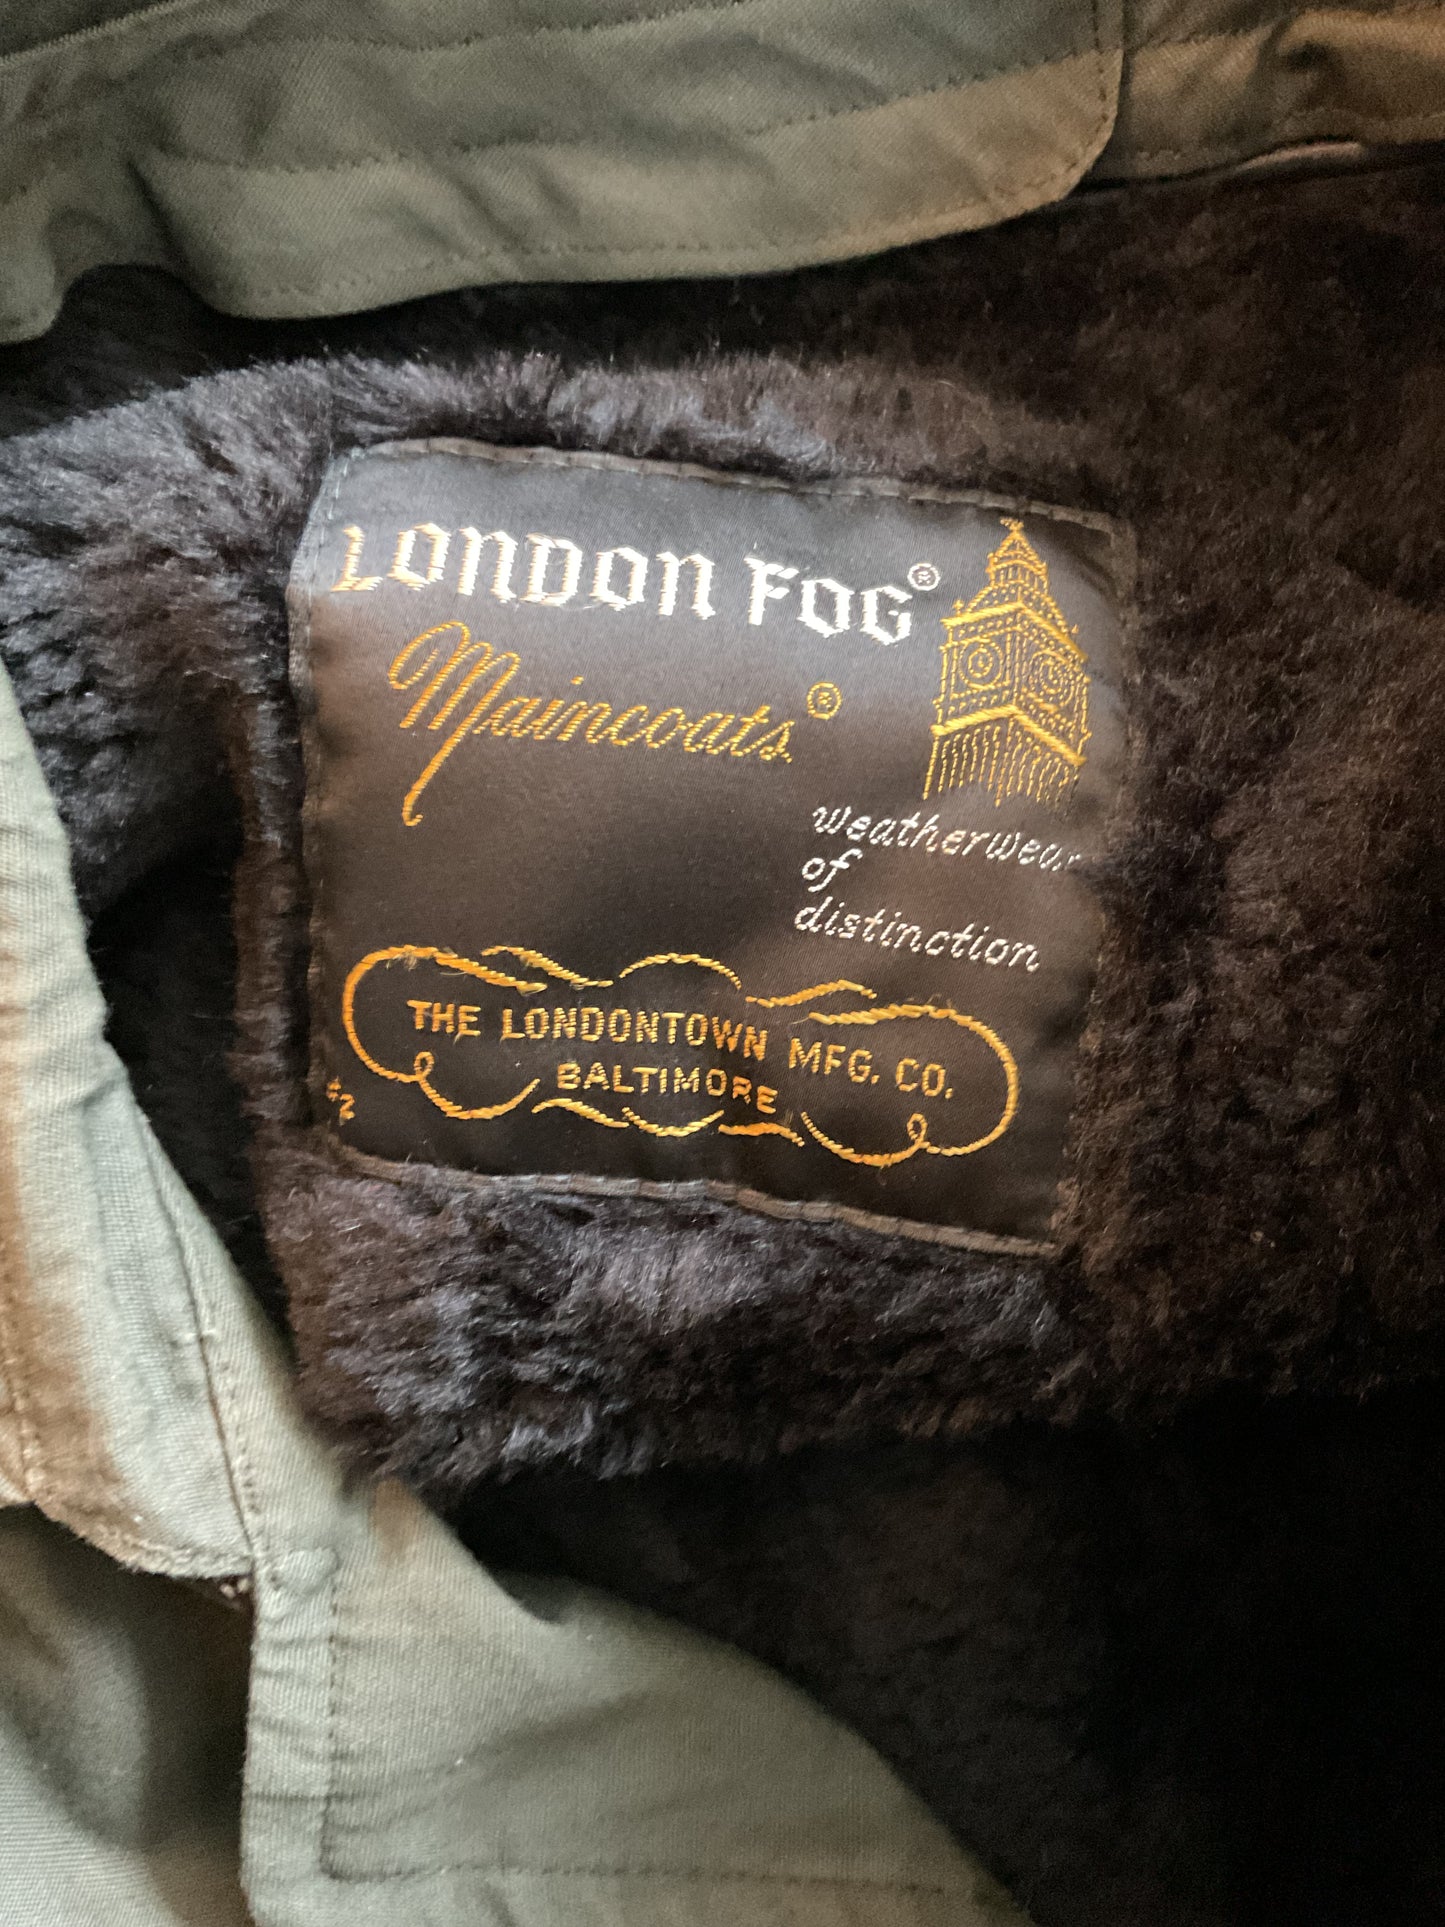 LONDON FOG®
Maincoats®
weatherwear
of
distinction
THE LONDONTOWN MFG. CO.
BALTIMORE